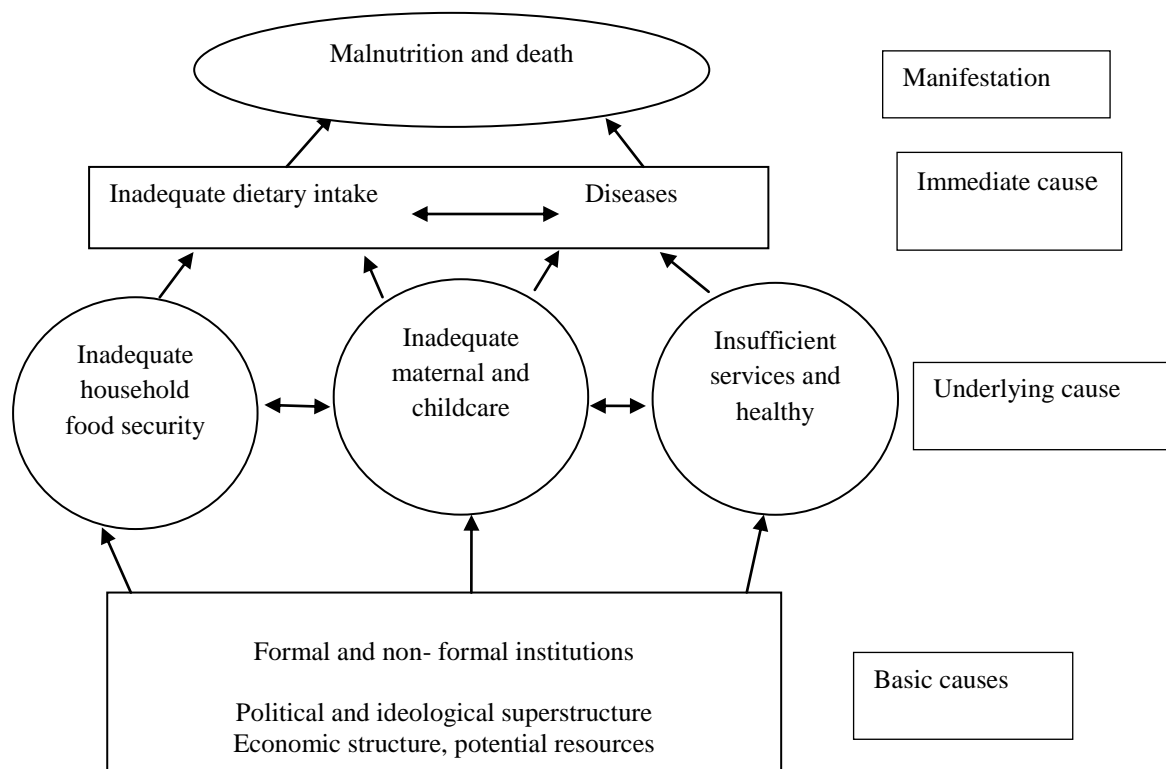 Malnutrition and death
Manifestation
Inadequate dietary intake
Diseases
Immediate cause
Inadequate
household
food security
Inadequate
maternal and
childcare
Insufficient
services and
healthy
Underlying cause
Formal and non- formal institutions
Political and ideological superstructure
Economic structure, potential resources
Basic causes